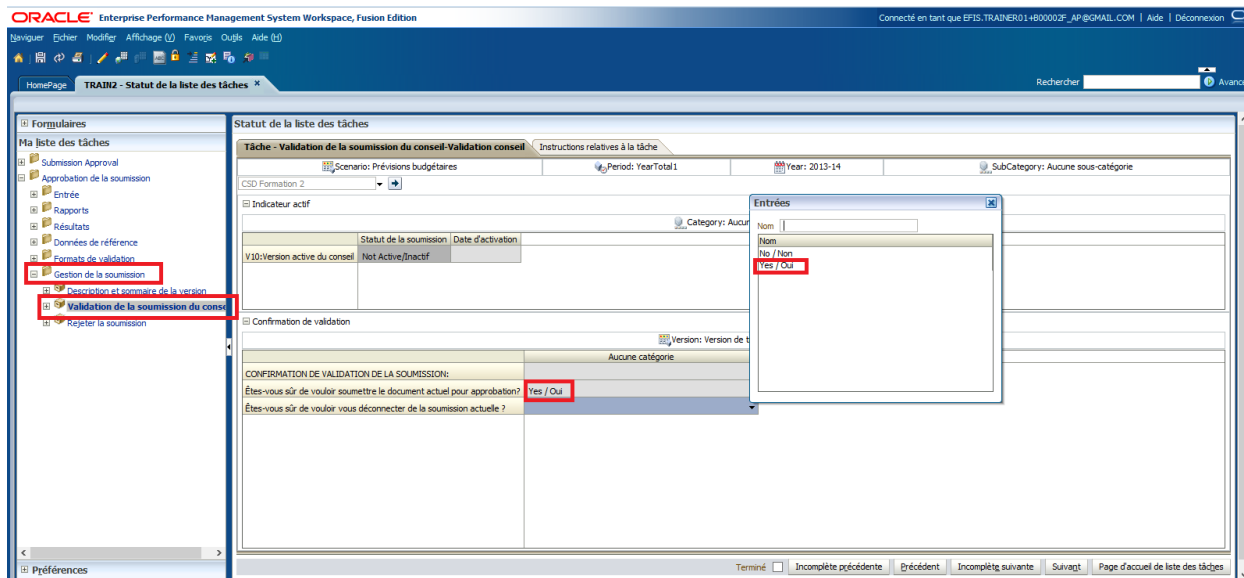 ORACLE Enterprise Performance Management System Workspace, Fusion Edition
Connecté en tant que EFIS.TRAINER01+B00002F_AP@GMAIL.COM | Aide | Déconnexion
Naviguer Fichier Modifier Affichage (V) Favoris Outils Aide (H)
HomePage TRAIN2 - Statut de la liste des tâches
Rechercher Avancé
Formulaires
Ma liste des tâches
Submission Approval
Approbation de la soumission
Entrée
Rapports
Résultats
Données de référence
Formats de validation
Gestion de la soumission
Description et sommaire de la version
Validation de la soumission du conse
Rejeter la soumission
Préférences
Statut de la liste des tâches
Tâche - Validation de la soumission du conseil-Validation conseil Instructions relatives à la tâche
Scenario: Prévisions budgétaires Period: YearTotal1 Year: 2013-14 SubCategory: Aucune sous-catégorie
CSD Formation 2
Indicateur actif
Category: Aucun
Statut de la soumission Date d'activation
V10:Version active du conseil Not Active/Inactif
Confirmation de validation
Version: Version de t
Aucune catégorie
CONFIRMATION DE VALIDATION DE LA SOUMISSION:
Êtes-vous sûr de vouloir soumettre le document actuel pour approbation? Yes / Oui
Êtes-vous sûr de vouloir vous déconnecter de la soumission actuelle ?
Entrées
Nom
Nom
No / Non
Yes / Oui
Terminé Incomplète précédente Précédent Incomplète suivante Suivant Page d'accueil de liste des tâches